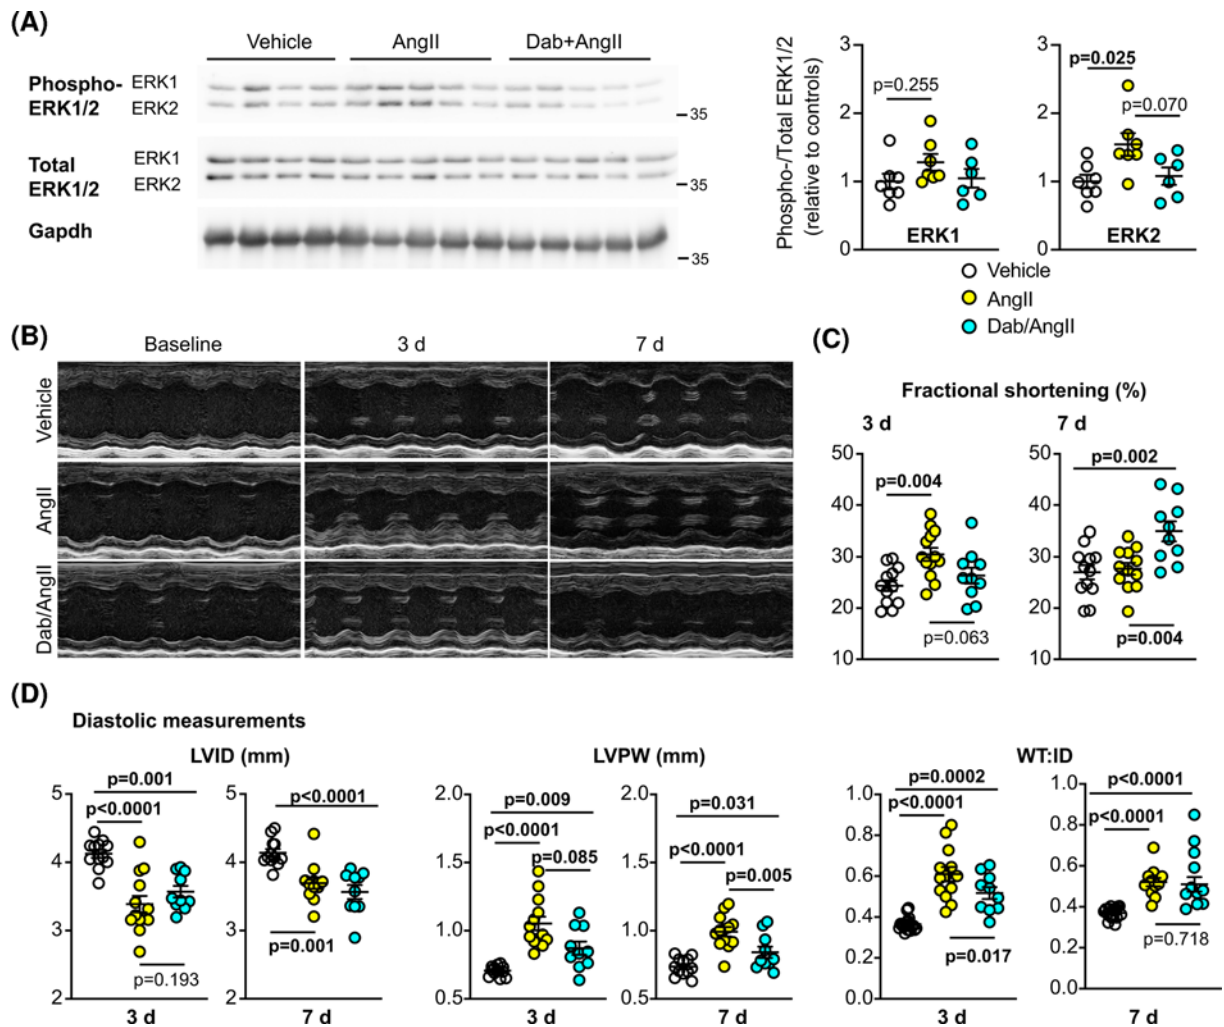 (A)
Vehicle AngII Dab+AngII
Phospho-
ERK1/2
ERK1
ERK2
35
Total
ERK1/2
ERK1
ERK2
35
Gapdh
35
Phospho-/Total ERK1/2
(relative to controls)
3
2
1
0
p=0.255
ERK1
3
2
1
0
p=0.025
p=0.070
ERK2
Vehicle
AngII
Dab/AngII
(B)
Baseline 3 d 7 d
Vehicle
AngII
Dab/AngII
(C)
Fractional shortening (%)
3 d
50
40
30
20
10
p=0.004
p=0.063
7 d
50
40
30
20
10
p=0.002
p=0.004
(D)
Diastolic measurements
LVID (mm)
5
4
3
2
p=0.001
p<0.0001
p=0.193
3 d
5
4
3
2
p<0.0001
p=0.001
7 d
LVPW (mm)
2.0
1.5
1.0
0.5
p=0.009
p<0.0001
p=0.085
3 d
2.0
1.5
1.0
0.5
p=0.031
p<0.0001
p=0.005
7 d
WT:ID
1.0
0.8
0.6
0.4
0.2
0.0
p=0.0002
p<0.0001
p=0.017
3 d
1.0
0.8
0.6
0.4
0.2
0.0
p<0.0001
p<0.0001
p=0.718
7 d